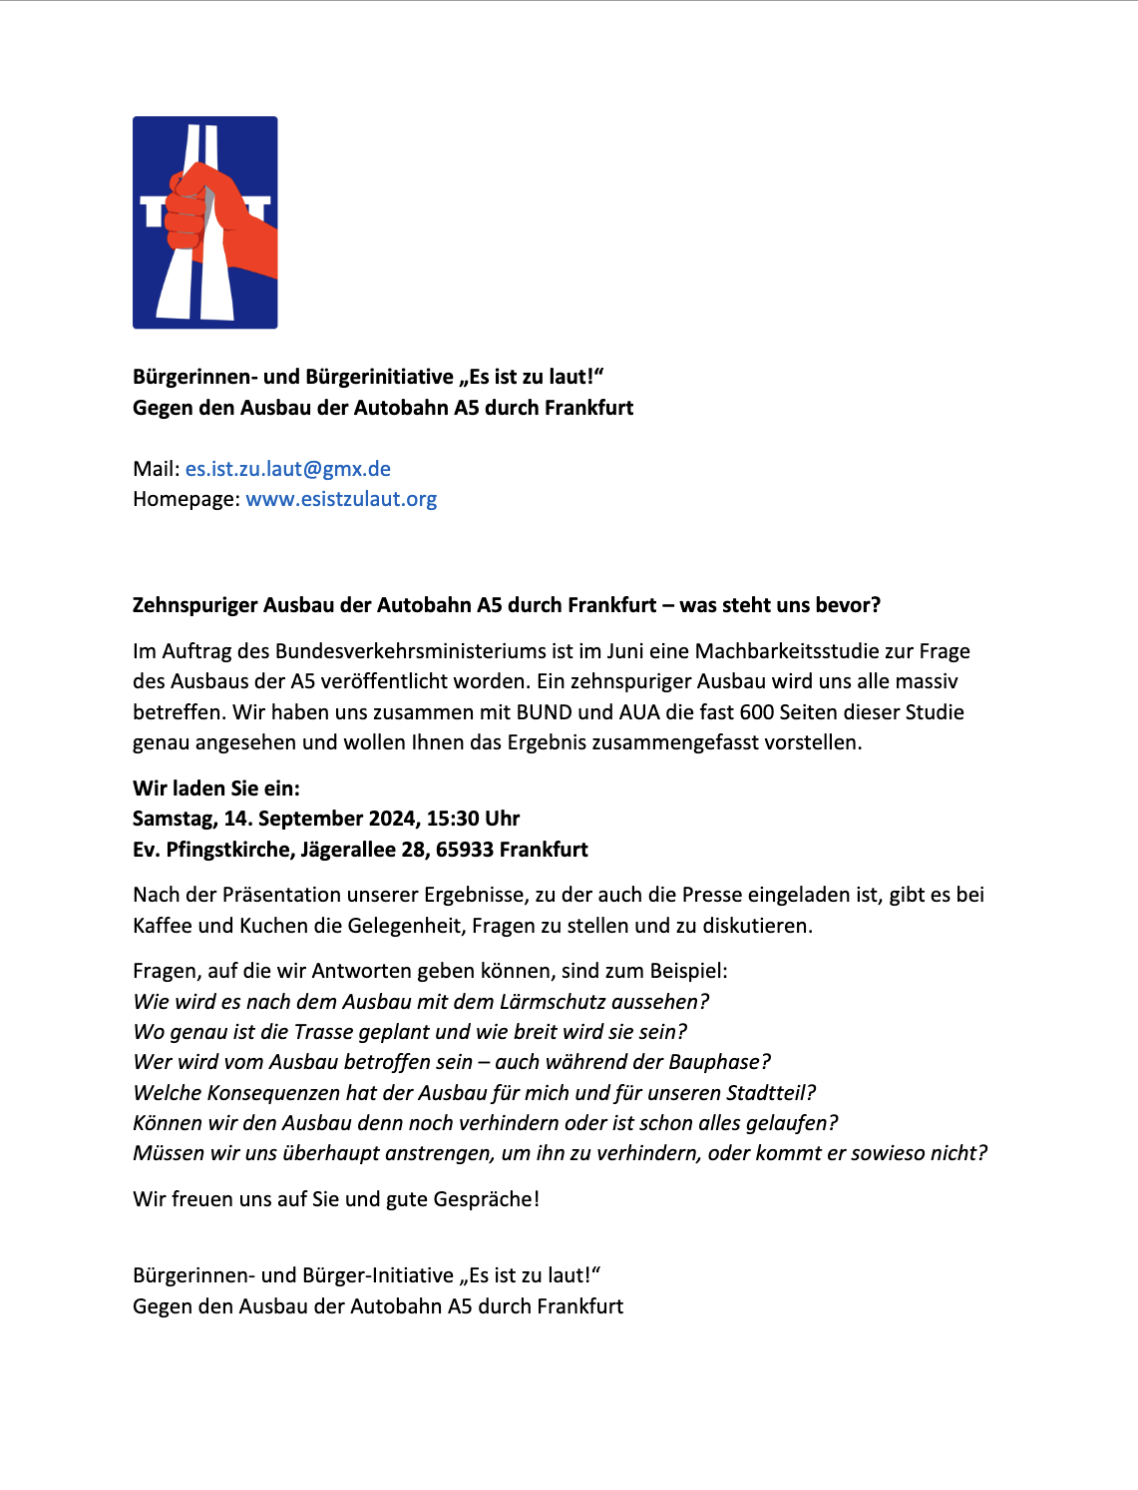 Bürgerinnen- und Bürgerinitiative „Es ist zu laut!“
Gegen den Ausbau der Autobahn A5 durch Frankfurt
Mail: es.ist.zu.laut@gmx.de
Homepage: www.esistzulaut.org
Zehnspuriger Ausbau der Autobahn A5 durch Frankfurt – was steht uns bevor?
Im Auftrag des Bundesverkehrsministeriums ist im Juni eine Machbarkeitsstudie zur Frage
des Ausbaus der A5 veröffentlicht worden. Ein zehnspuriger Ausbau wird uns alle massiv
betreffen. Wir haben uns zusammen mit BUND und AUA die fast 600 Seiten dieser Studie
genau angesehen und wollen Ihnen das Ergebnis zusammengefasst vorstellen.
Wir laden Sie ein:
Samstag, 14. September 2024, 15:30 Uhr
Ev. Pfingstkirche, Jägerallee 28, 65933 Frankfurt
Nach der Präsentation unserer Ergebnisse, zu der auch die Presse eingeladen ist, gibt es bei
Kaffee und Kuchen die Gelegenheit, Fragen zu stellen und zu diskutieren.
Fragen, auf die wir Antworten geben können, sind zum Beispiel:
Wie wird es nach dem Ausbau mit dem Lärmschutz aussehen?
Wo genau ist die Trasse geplant und wie breit wird sie sein?
Wer wird vom Ausbau betroffen sein – auch während der Bauphase?
Welche Konsequenzen hat der Ausbau für mich und für unseren Stadtteil?
Können wir den Ausbau denn noch verhindern oder ist schon alles gelaufen?
Müssen wir uns überhaupt anstrengen, um ihn zu verhindern, oder kommt er sowieso nicht?
Wir freuen uns auf Sie und gute Gespräche!
Bürgerinnen- und Bürger-Initiative „Es ist zu laut!“
Gegen den Ausbau der Autobahn A5 durch Frankfurt